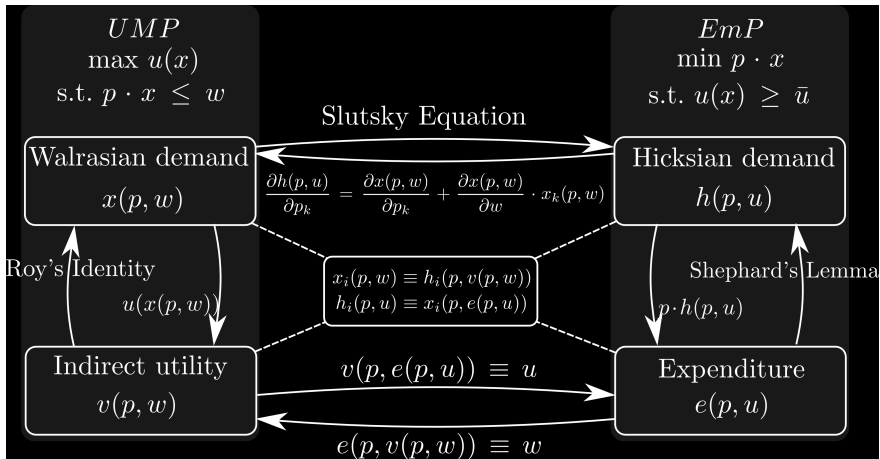 UMP
max u(x)
s.t. p · x ≤ w
EmP
min p · x
s.t. u(x) ≥ ū
Slutsky Equation
Walrasian demand
x(p, w)
Hicksian demand
h(p, u)
∂h(p, u)/∂p_k = ∂x(p, w)/∂p_k + ∂x(p, w)/∂w · x_k(p, w)
Roy's Identity
u(x(p, w))
x_i(p, w) ≡ h_i(p, v(p, w))
h_i(p, u) ≡ x_i(p, e(p, u))
Shephard's Lemma
p · h(p, u)
Indirect utility
v(p, w)
v(p, e(p, u)) ≡ u
Expenditure
e(p, u)
e(p, v(p, w)) ≡ w